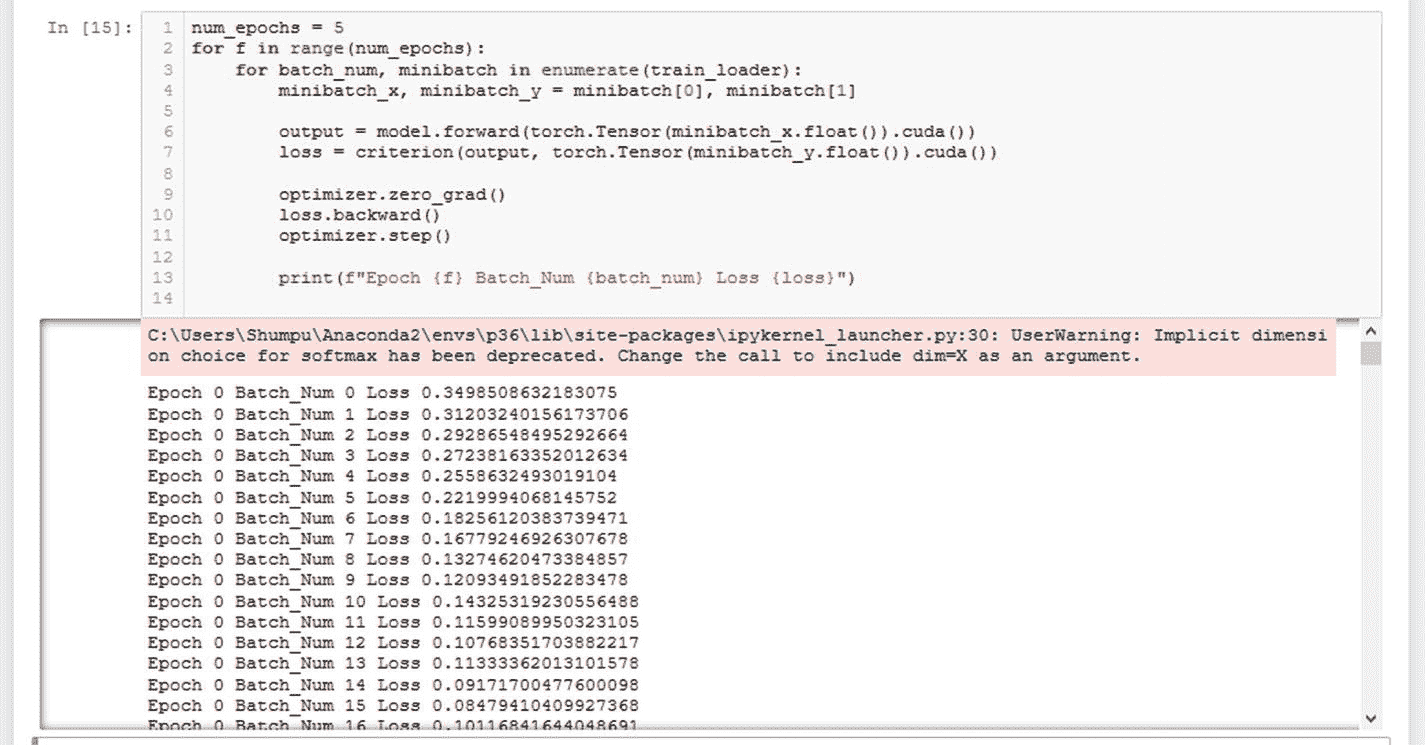 In [15]:
1 num_epochs = 5
2 for f in range(num_epochs):
3     for batch_num, minibatch in enumerate(train_loader):
4         minibatch_x, minibatch_y = minibatch[0], minibatch[1]
5
6         output = model.forward(torch.Tensor(minibatch_x.float()).cuda())
7         loss = criterion(output, torch.Tensor(minibatch_y.float()).cuda())
8
9         optimizer.zero_grad()
10         loss.backward()
11         optimizer.step()
12
13         print(f"Epoch {f} Batch_Num {batch_num} Loss {loss}")
14
C:\Users\Shumpu\Anaconda2\envs\p36\lib\site-packages\ipykernel_launcher.py:30: UserWarning: Implicit dimensi
on choice for softmax has been deprecated. Change the call to include dim=X as an argument.
Epoch 0 Batch_Num 0 Loss 0.3498508632183075
Epoch 0 Batch_Num 1 Loss 0.31203240156173706
Epoch 0 Batch_Num 2 Loss 0.29286548495292664
Epoch 0 Batch_Num 3 Loss 0.27238163352012634
Epoch 0 Batch_Num 4 Loss 0.2558632493019104
Epoch 0 Batch_Num 5 Loss 0.2219994068145752
Epoch 0 Batch_Num 6 Loss 0.18256120383739471
Epoch 0 Batch_Num 7 Loss 0.16779246926307678
Epoch 0 Batch_Num 8 Loss 0.13274620473384857
Epoch 0 Batch_Num 9 Loss 0.12093491852283478
Epoch 0 Batch_Num 10 Loss 0.14325319230556488
Epoch 0 Batch_Num 11 Loss 0.11599089950323105
Epoch 0 Batch_Num 12 Loss 0.10768351703882217
Epoch 0 Batch_Num 13 Loss 0.11333362013101578
Epoch 0 Batch_Num 14 Loss 0.09171700477600098
Epoch 0 Batch_Num 15 Loss 0.08479410409927368
Epoch 0 Batch_Num 16 Loss 0.10116841644048691